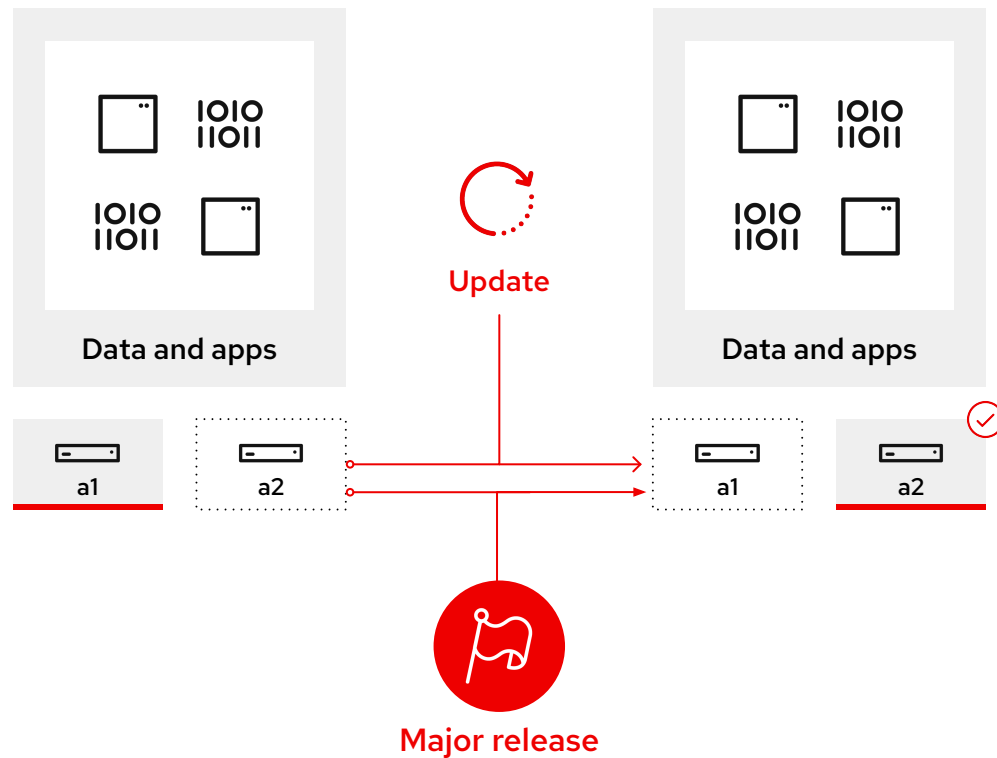 1010
11011
1010
11011
Data and apps
a1
a2
Update
Major release
1010
11011
1010
11011
Data and apps
a1
a2